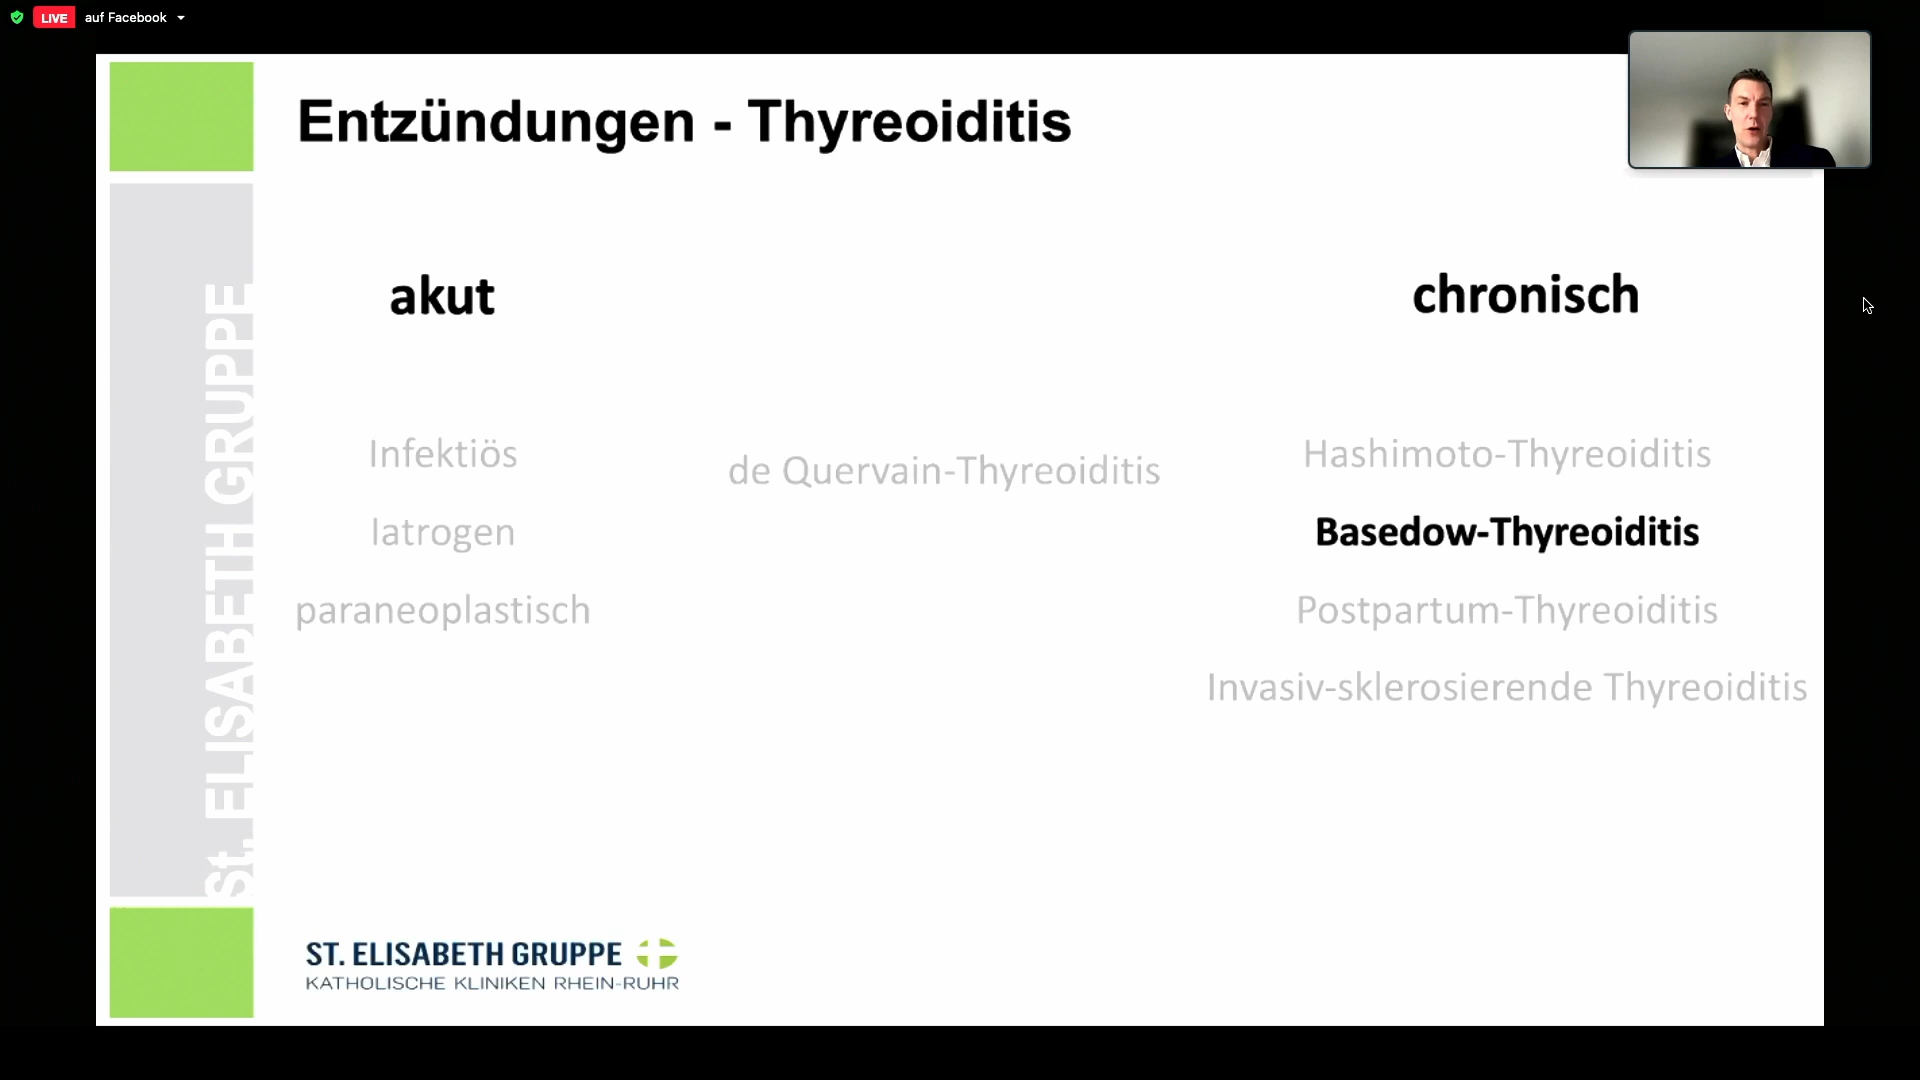 LIVE auf Facebook
Entzündungen - Thyreoiditis
akut
chronisch
Infektiös
Iatrogen
paraneoplastisch
de Quervain-Thyreoiditis
Hashimoto-Thyreoiditis
Basedow-Thyreoiditis
Postpartum-Thyreoiditis
Invasiv-sklerosierende Thyreoiditis
St. ELISABETH GRUPPE
ST. ELISABETH GRUPPE
KATHOLISCHE KLINIKEN RHEIN-RUHR